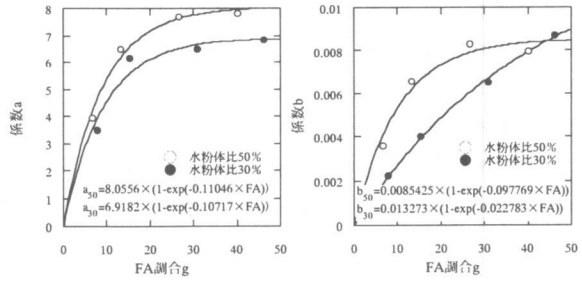 係数a
8
7
6
5
4
3
2
1
0
○ 水粉体比50%
● 水粉体比30%
a50=8.0556×(1-exp(-0.11046×FA))
a30=6.9182×(1-exp(-0.10717×FA))
0 10 20 30 40 50
FA調合g
係数b
0.01
0.008
0.006
0.004
0.002
0
○ 水粉体比50%
● 水粉体比30%
b50=0.0085425×(1-exp(-0.097769×FA))
b30=0.013273×(1-exp(-0.022783×FA))
0 10 20 30 40 50
FA調合g